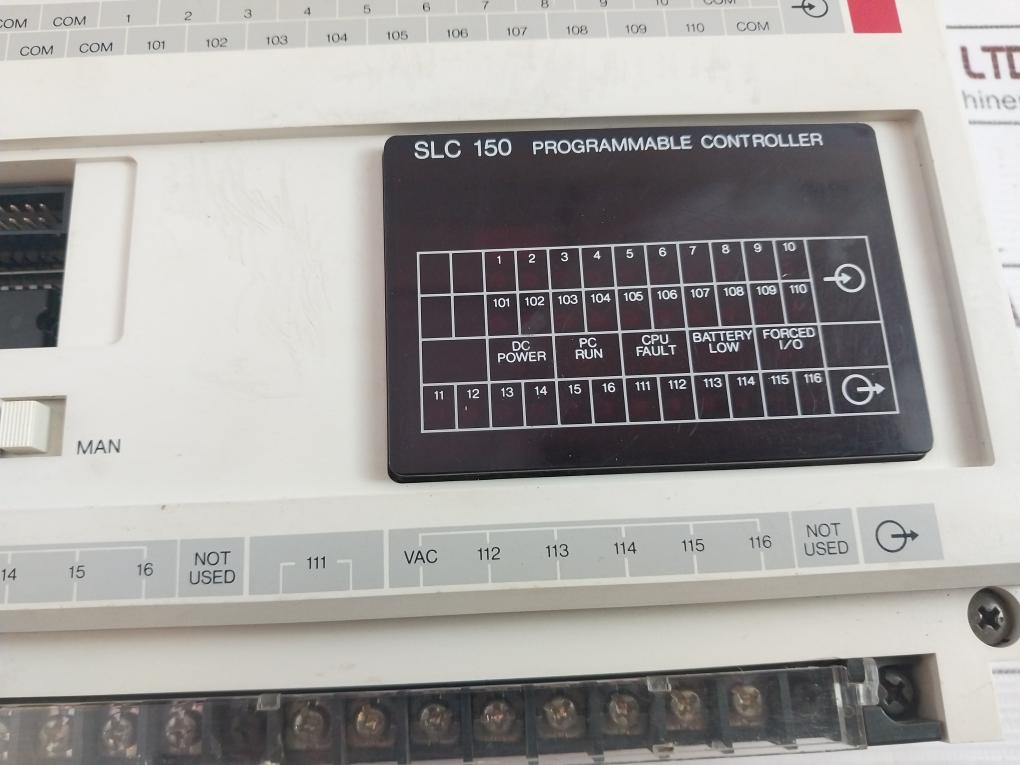 COM COM 1 2 3 4 5 6 7 8 9 10 COM
COM COM 101 102 103 104 105 106 107 108 109 110 COM
LTD
SLC 150 PROGRAMMABLE CONTROLLER
1 2 3 4 5 6 7 8 9 10
101 102 103 104 105 106 107 108 109 110
DC POWER PC RUN CPU FAULT BATTERY LOW FORCED I/O
11 12 13 14 15 16 111 112 113 114 115 116
MAN
14 15 16 NOT USED 111 VAC 112 113 114 115 116 NOT USED